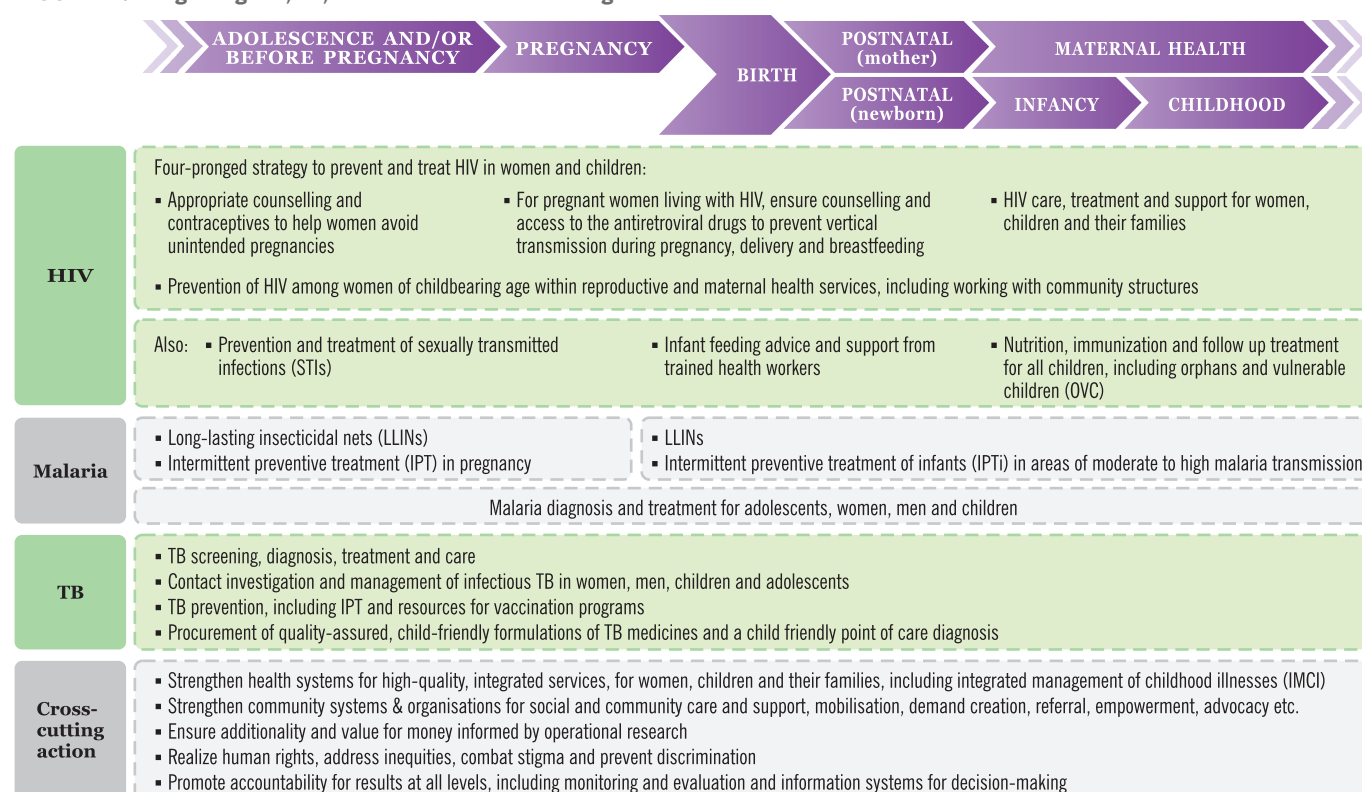 ADOLESCENCE AND/OR
BEFORE PREGNANCY
PREGNANCY
BIRTH
POSTNATAL
(mother)
MATERNAL HEALTH
POSTNATAL
(newborn)
INFANCY
CHILDHOOD
HIV
Four-pronged strategy to prevent and treat HIV in women and children:
▪ Appropriate counselling and
contraceptives to help women avoid
unintended pregnancies
▪ For pregnant women living with HIV, ensure counselling and
access to the antiretroviral drugs to prevent vertical
transmission during pregnancy, delivery and breastfeeding
▪ HIV care, treatment and support for women,
children and their families
▪ Prevention of HIV among women of childbearing age within reproductive and maternal health services, including working with community structures
Also: ▪ Prevention and treatment of sexually transmitted
infections (STIs)
▪ Infant feeding advice and support from
trained health workers
▪ Nutrition, immunization and follow up treatment
for all children, including orphans and vulnerable
children (OVC)
Malaria
▪ Long-lasting insecticidal nets (LLINs)
▪ Intermittent preventive treatment (IPT) in pregnancy
▪ LLINs
▪ Intermittent preventive treatment of infants (IPTi) in areas of moderate to high malaria transmission
Malaria diagnosis and treatment for adolescents, women, men and children
TB
▪ TB screening, diagnosis, treatment and care
▪ Contact investigation and management of infectious TB in women, men, children and adolescents
▪ TB prevention, including IPT and resources for vaccination programs
▪ Procurement of quality-assured, child-friendly formulations of TB medicines and a child friendly point of care diagnosis
Cross-
cutting
action
▪ Strengthen health systems for high-quality, integrated services, for women, children and their families, including integrated management of childhood illnesses (IMCI)
▪ Strengthen community systems & organisations for social and community care and support, mobilisation, demand creation, referral, empowerment, advocacy etc.
▪ Ensure additionality and value for money informed by operational research
▪ Realize human rights, address inequities, combat stigma and prevent discrimination
▪ Promote accountability for results at all levels, including monitoring and evaluation and information systems for decision-making